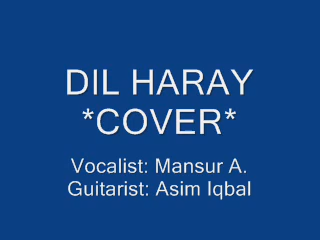 DIL HARAY
*COVER*
Vocalist: Mansur A.
Guitarist: Asim Iqbal